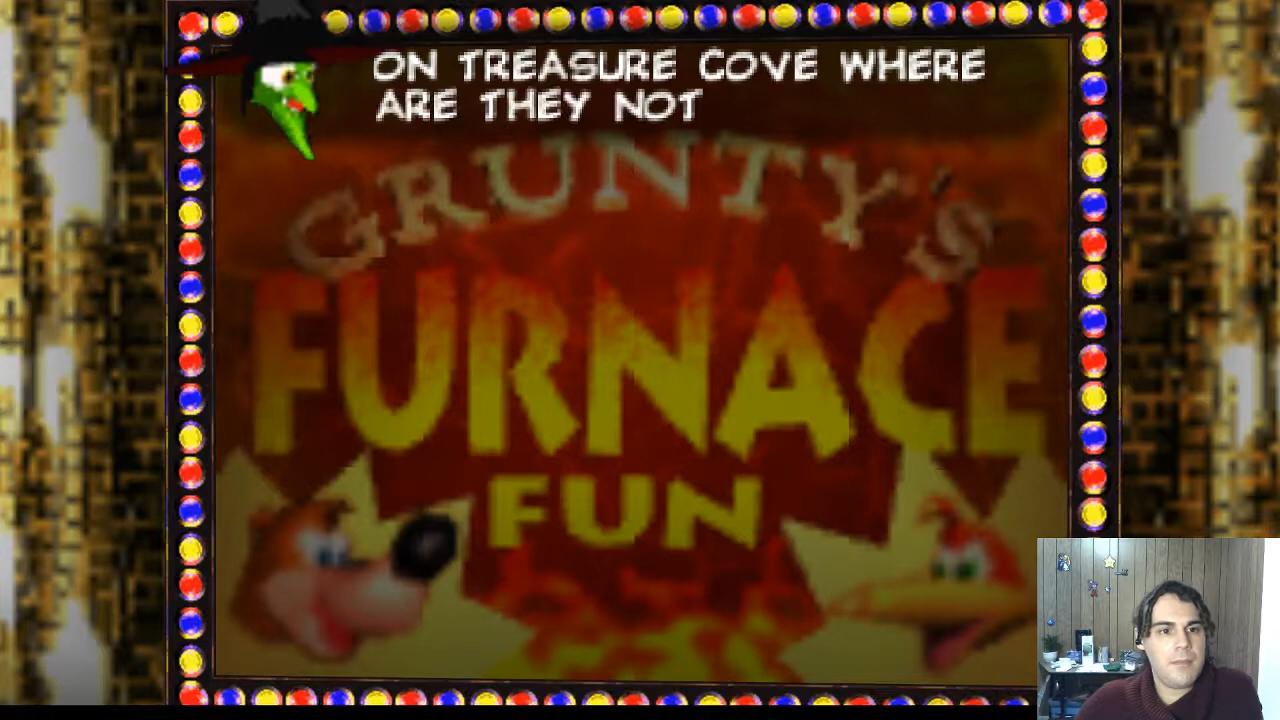 ON TREASURE COVE WHERE
ARE THEY NOT
GRUNTY'S
FURNACE
FUN